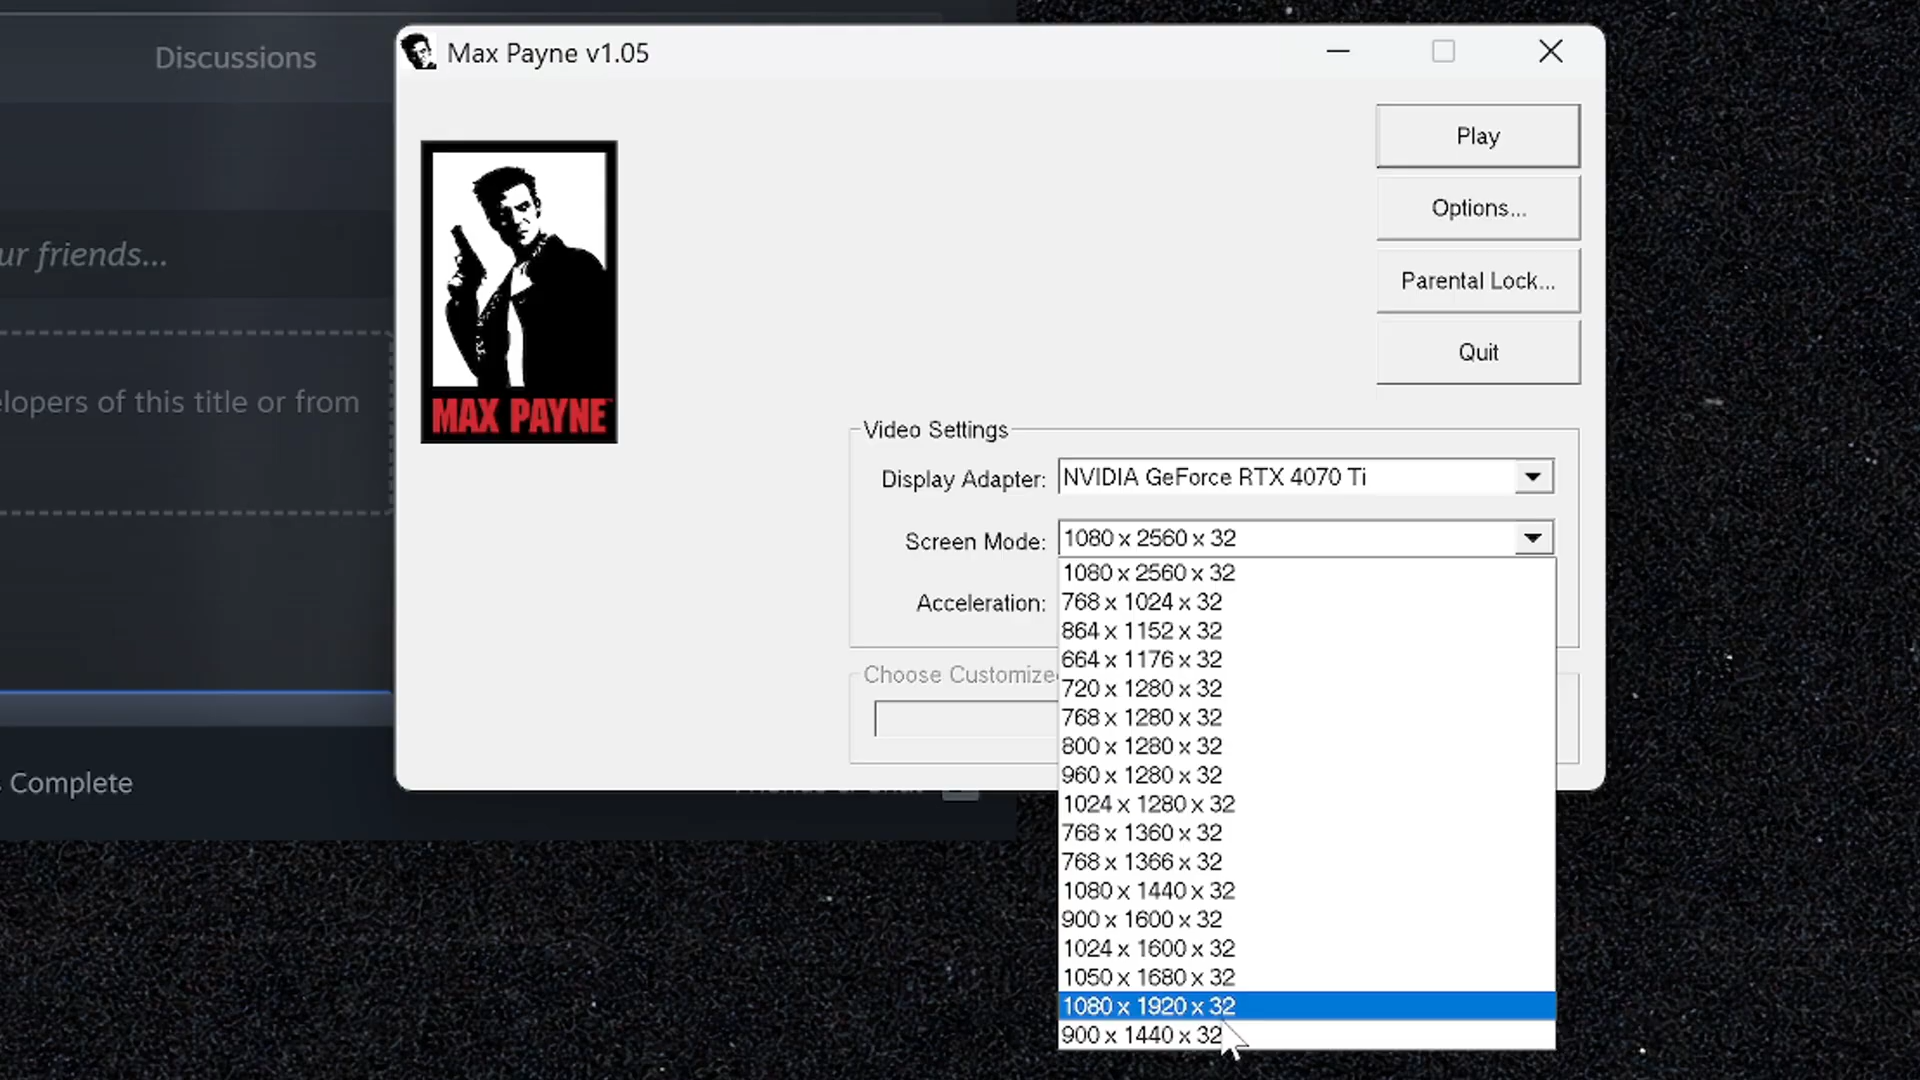 Discussions
ur friends...
elopers of this title or from
Complete
Max Payne v1.05
MAX PAYNE
Play
Options...
Parental Lock...
Quit
Video Settings
Display Adapter: NVIDIA GeForce RTX 4070 Ti
Screen Mode: 1080 x 2560 x 32
Acceleration:
Choose Customize
1080 x 2560 x 32
768 x 1024 x 32
864 x 1152 x 32
664 x 1176 x 32
720 x 1280 x 32
768 x 1280 x 32
800 x 1280 x 32
960 x 1280 x 32
1024 x 1280 x 32
768 x 1360 x 32
768 x 1366 x 32
1080 x 1440 x 32
900 x 1600 x 32
1024 x 1600 x 32
1050 x 1680 x 32
1080 x 1920 x 32
900 x 1440 x 32